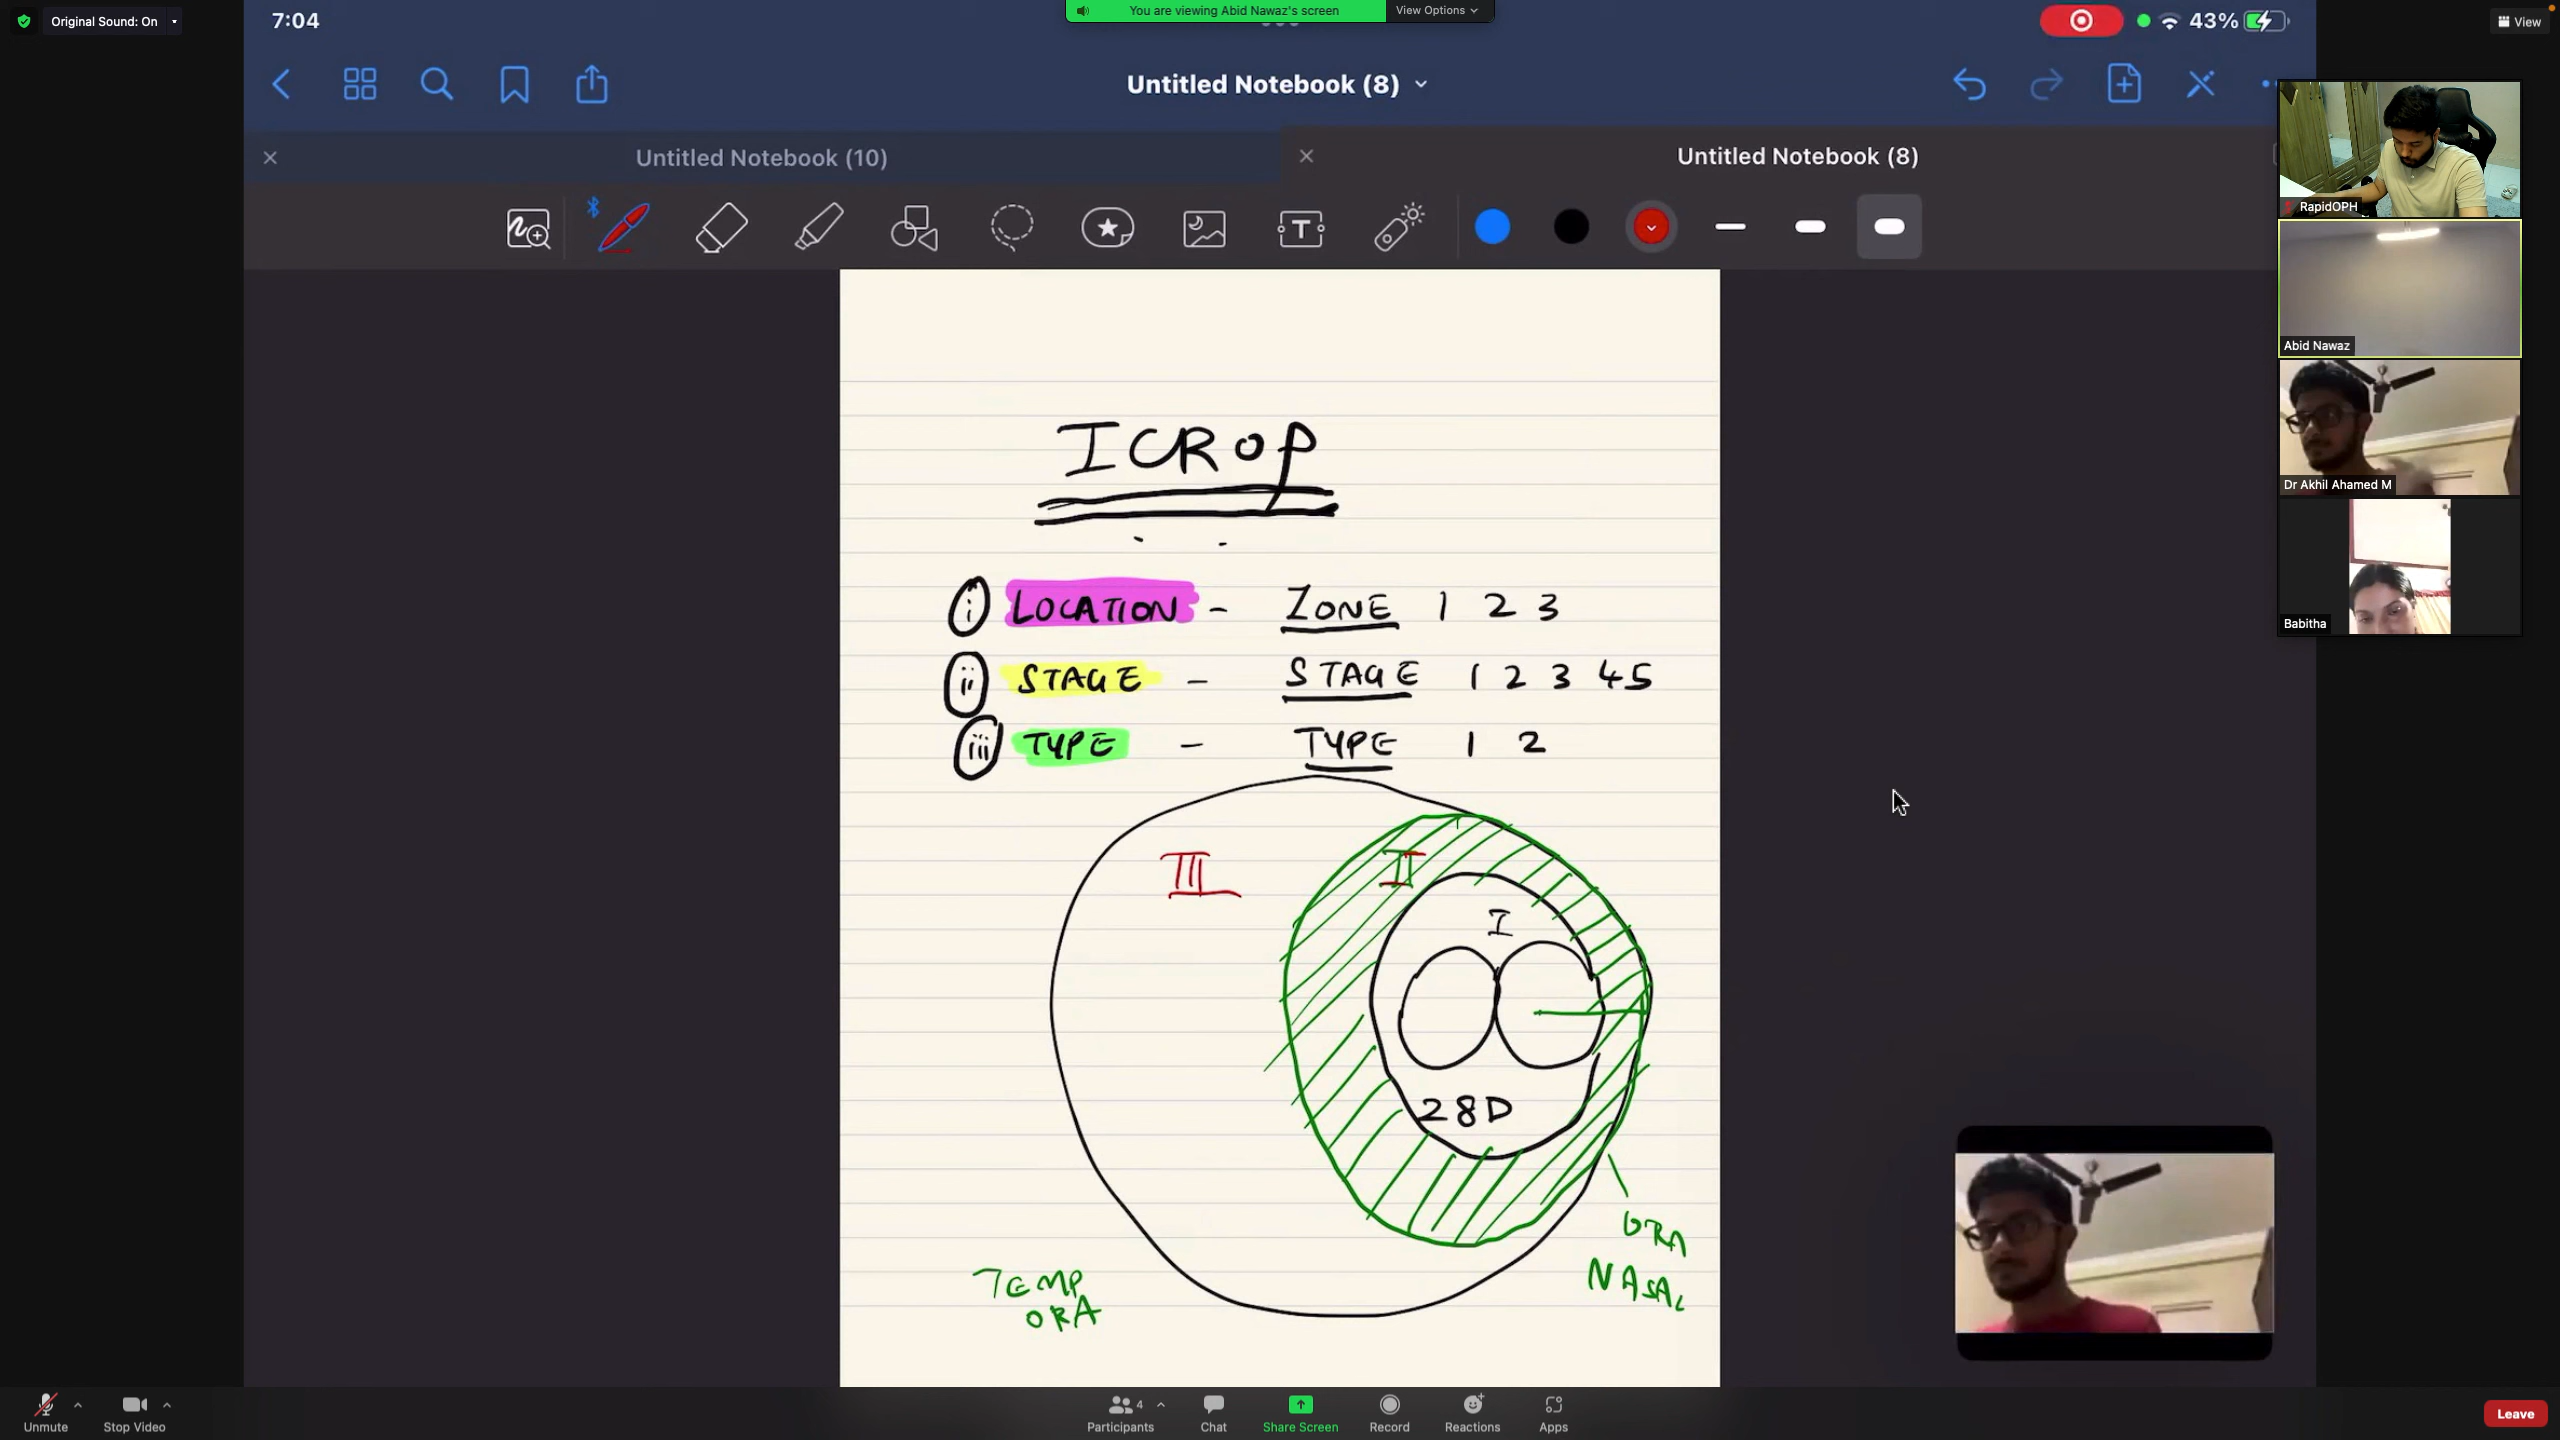 Original Sound: On
7:04
You are viewing Abid Nawaz's screen
View Options
43%
View
Untitled Notebook (8)
Untitled Notebook (10)
Untitled Notebook (8)
RapidOPH
Abid Nawaz
Dr Akhil Ahamed M
Babitha
ICROP
i LOCATION - ZONE 1 2 3
ii STAGE - STAGE 1 2 3 4 5
iii TYPE - TYPE 1 2
III
II
I
28D
ORA
NASAL
TEMP
ORA
Unmute
Stop Video
4
Participants
Chat
Share Screen
Record
Reactions
Apps
Leave